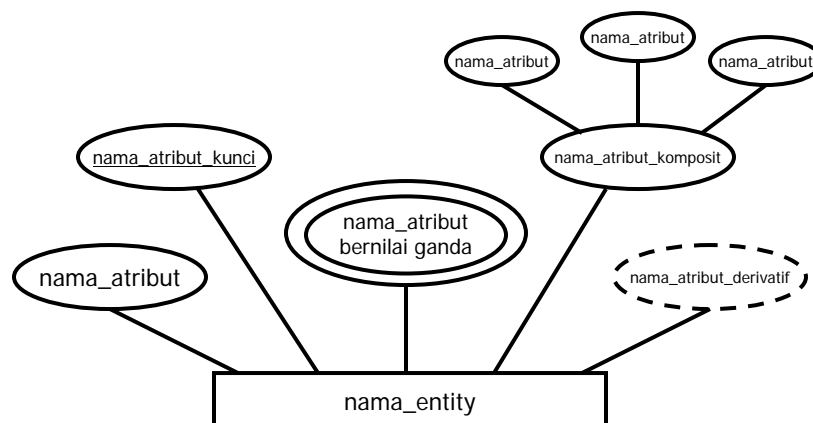 nama_atribut
nama_atribut
nama_atribut
nama_atribut_kunci
nama_atribut_komposit
nama_atribut
bernilai ganda
nama_atribut
nama_atribut_derivatif
nama_entity